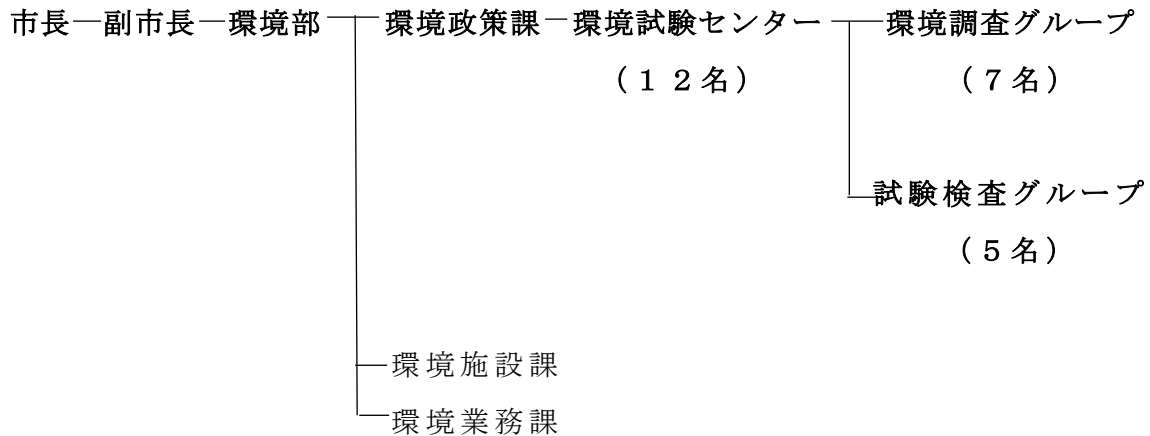 市長―副市長―環境部 環境政策課―環境試験センター 環境調査グループ
(12名) (7名)
試験検査グループ
(5名)
環境施設課
環境業務課